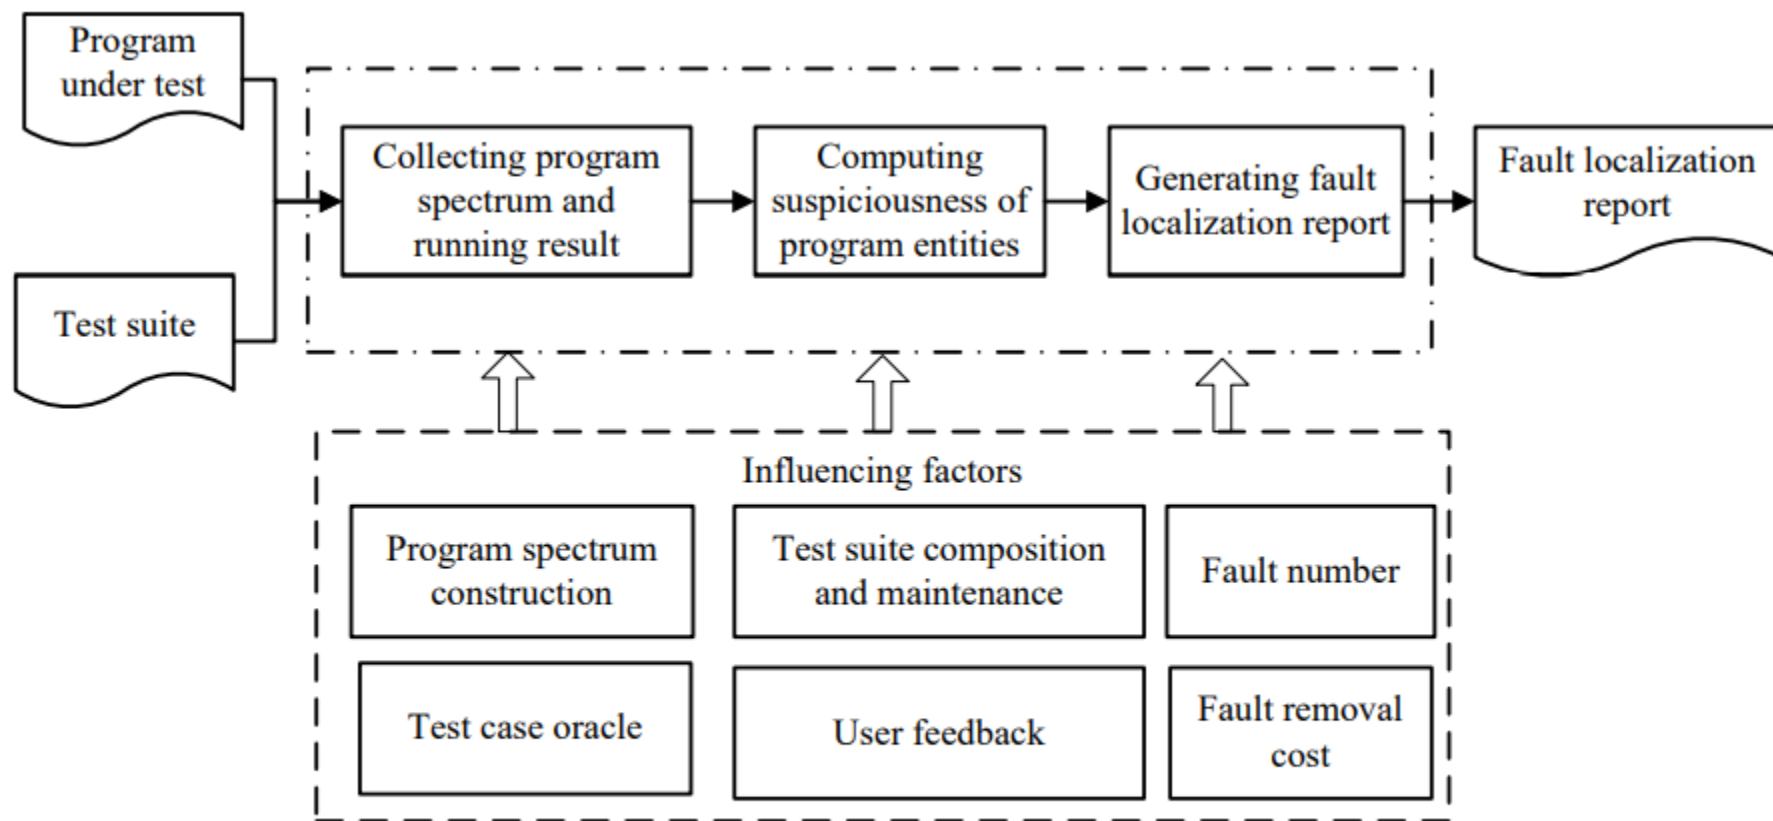 Program
under test
Test suite
Collecting program
spectrum and
running result
Computing
suspiciousness of
program entities
Generating fault
localization report
Fault localization
report
Influencing factors
Program spectrum
construction
Test suite composition
and maintenance
Fault number
Test case oracle
User feedback
Fault removal
cost